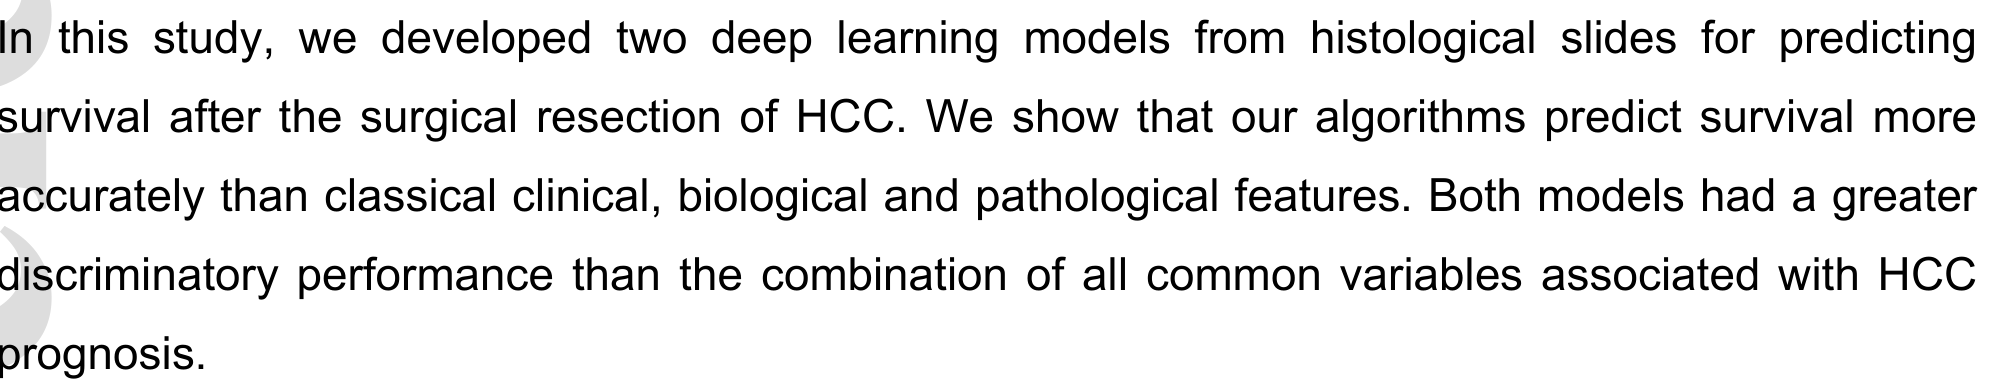 In this study, we developed two deep learning models from histological slides for predicting
survival after the surgical resection of HCC. We show that our algorithms predict survival more
accurately than classical clinical, biological and pathological features. Both models had a greater
discriminatory performance than the combination of all common variables associated with HCC
prognosis.